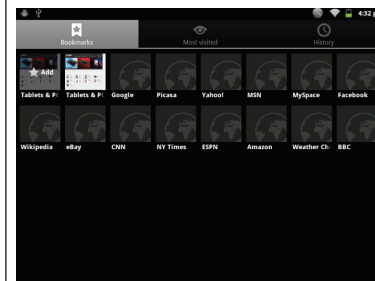 4:32 p
Bookmarks Most visited History
Add
Tablets & P Tablets & P Google Picasa Yahoo! MSN MySpace Facebook
Wikipedia eBay CNN NY Times ESPN Amazon Weather Ch BBC